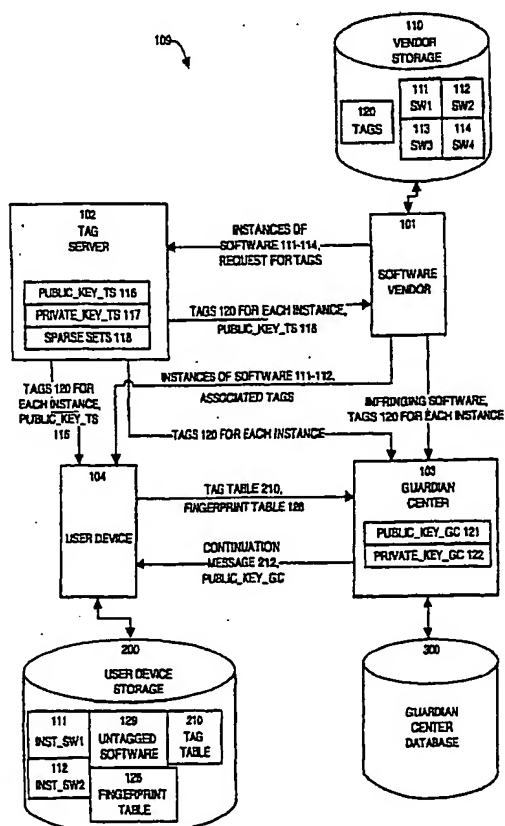 109
110
VENDOR
STORAGE
120
TAGS
111
SW1
112
SW2
113
SW3
114
SW4
102
TAG
SERVER
PUBLIC_KEY_TS 116
PRIVATE_KEY_TS 117
SPARSE SETS 118
INSTANCES OF
SOFTWARE 111-114,
REQUEST FOR TAGS
101
SOFTWARE
VENDOR
TAGS 120 FOR EACH INSTANCE,
PUBLIC_KEY_TS 116
TAGS 120 FOR
EACH INSTANCE,
PUBLIC_KEY_TS
116
INSTANCES OF SOFTWARE 111-112,
ASSOCIATED TAGS
INFRINGING SOFTWARE,
TAGS 120 FOR EACH INSTANCE
TAGS 120 FOR EACH INSTANCE
104
USER DEVICE
TAG TABLE 210,
FINGERPRINT TABLE 126
CONTINUATION
MESSAGE 212,
PUBLIC_KEY_GC
103
GUARDIAN
CENTER
PUBLIC_KEY_GC 121
PRIVATE_KEY_GC 122
200
USER DEVICE
STORAGE
111
INST_SW1
129
UNTAGGED
SOFTWARE
210
TAG
TABLE
112
INST_SW2
126
FINGERPRINT
TABLE
300
GUARDIAN
CENTER
DATABASE